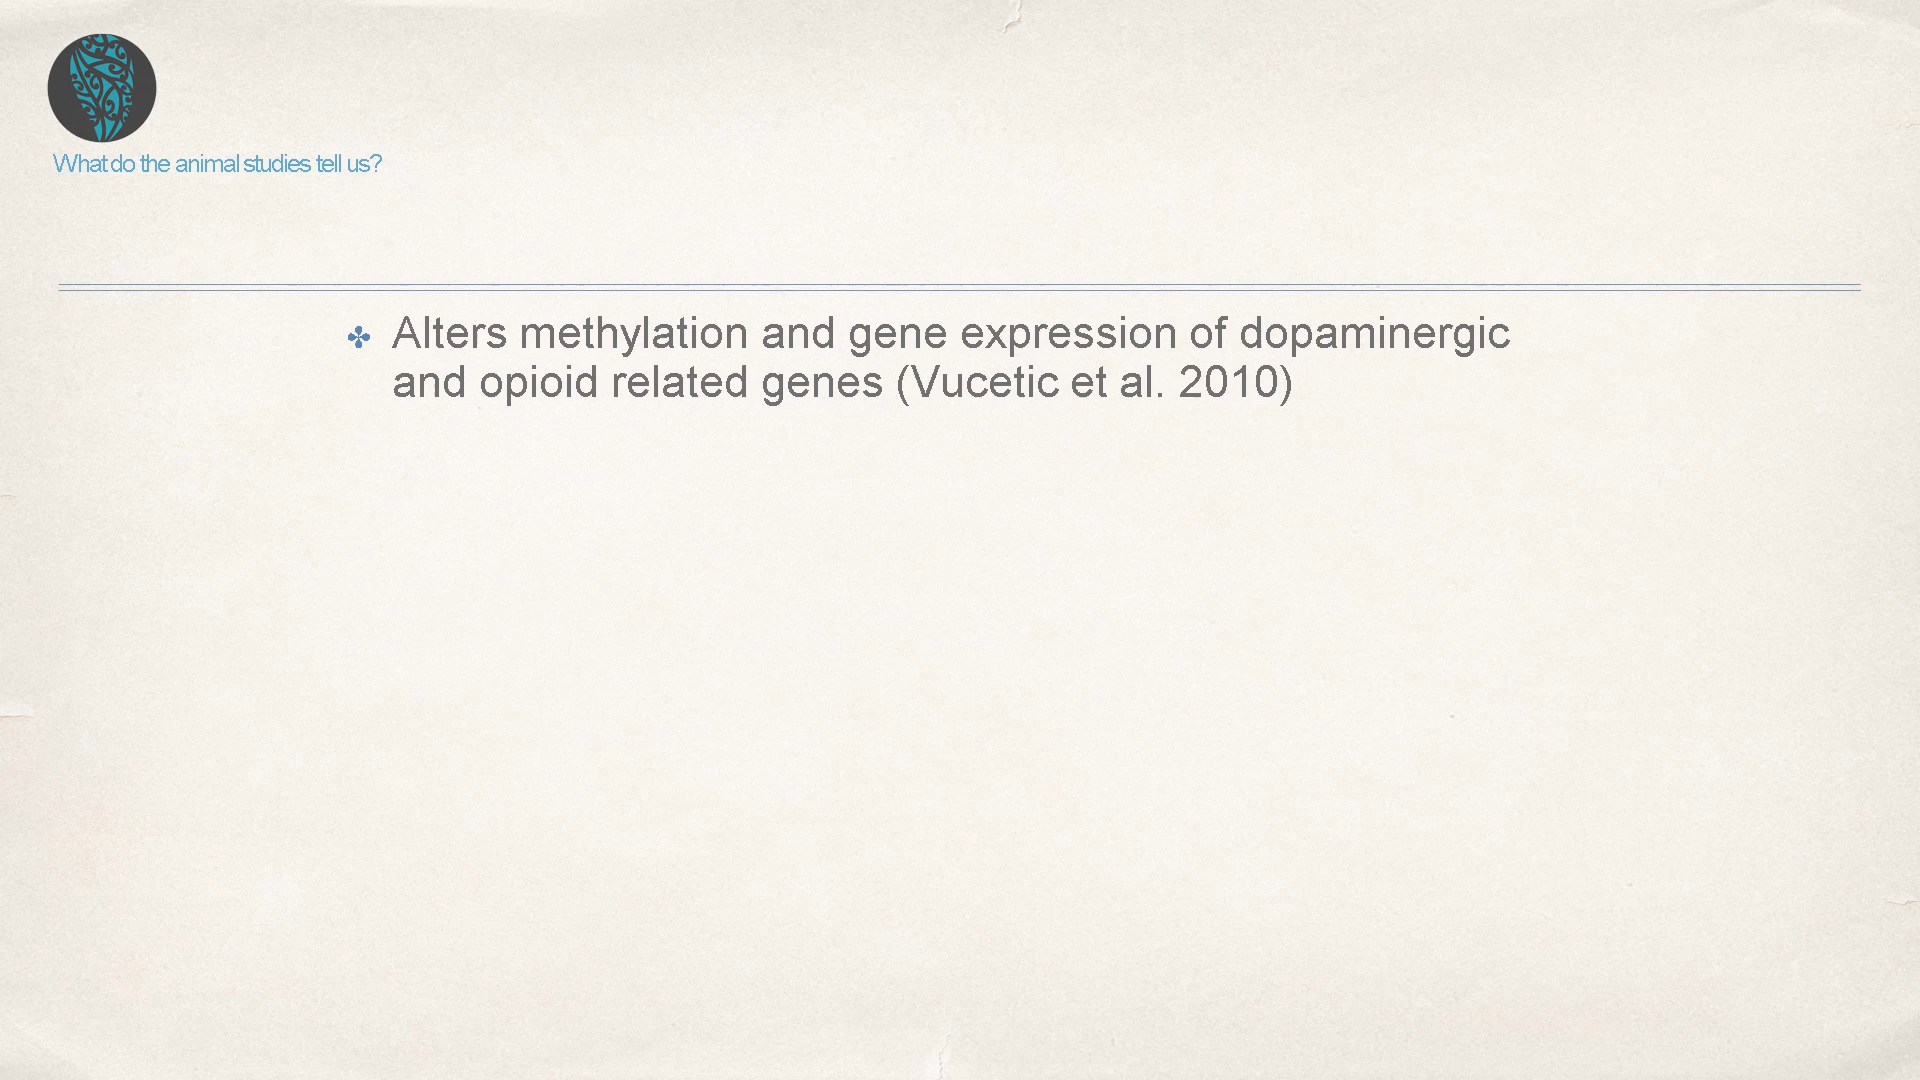 What do the animal studies tell us?
Alters methylation and gene expression of dopaminergic
and opioid related genes (Vucetic et al. 2010)